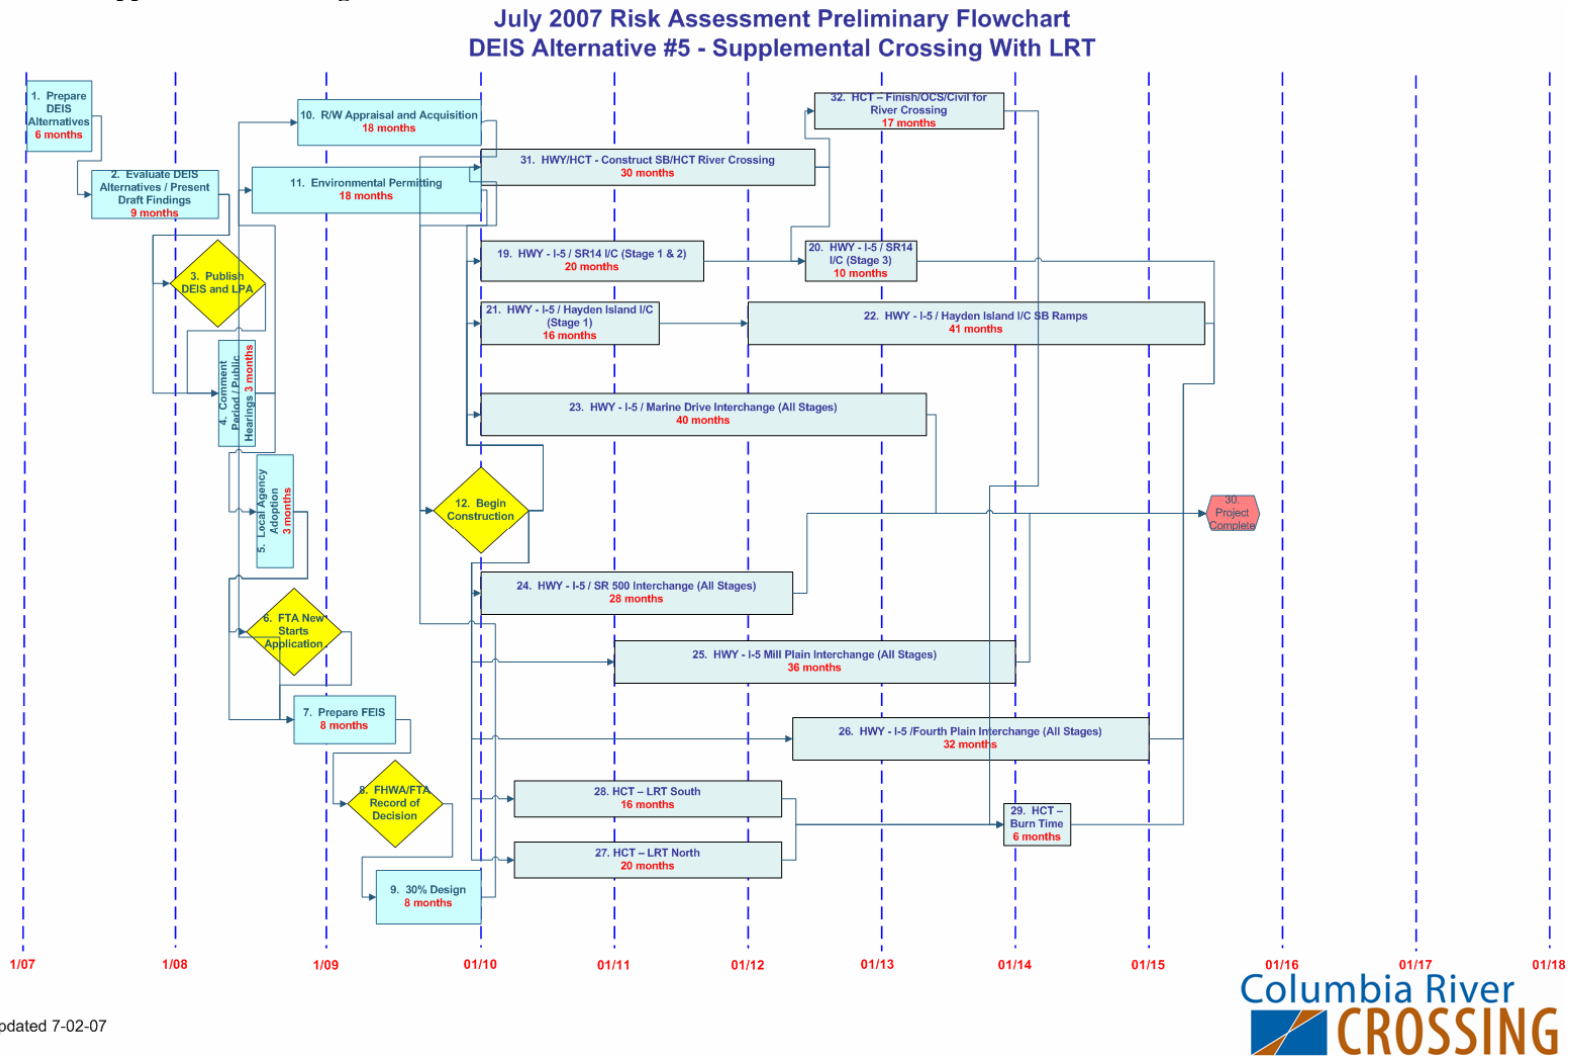 July 2007 Risk Assessment Preliminary Flowchart
DEIS Alternative #5 - Supplemental Crossing With LRT
1. Prepare
DEIS
Alternatives
6 months
2. Evaluate DEIS
Alternatives / Present
Draft Findings
9 months
3. Publish
DEIS and LPA
4. Comment
Period / Public
Hearings 3 months
5. Local Agency
Adoption
3 months
6. FTA New
Starts
Application
7. Prepare FEIS
8 months
8. FHWA/FTA
Record of
Decision
9. 30% Design
8 months
10. R/W Appraisal and Acquisition
18 months
11. Environmental Permitting
18 months
12. Begin
Construction
31. HWY/HCT - Construct SB/HCT River Crossing
30 months
32. HCT – Finish/OCS/Civil for
River Crossing
17 months
19. HWY - I-5 / SR14 I/C (Stage 1 & 2)
20 months
20. HWY - I-5 / SR14
I/C (Stage 3)
10 months
21. HWY - I-5 / Hayden Island I/C
(Stage 1)
16 months
22. HWY - I-5 / Hayden Island I/C SB Ramps
41 months
23. HWY - I-5 / Marine Drive Interchange (All Stages)
40 months
24. HWY - I-5 / SR 500 Interchange (All Stages)
28 months
25. HWY - I-5 Mill Plain Interchange (All Stages)
36 months
26. HWY - I-5 /Fourth Plain Interchange (All Stages)
32 months
28. HCT – LRT South
16 months
27. HCT – LRT North
20 months
29. HCT –
Burn Time
6 months
30.
Project
Complete
1/07 1/08 1/09 01/10 01/11 01/12 01/13 01/14 01/15 01/16 01/17 01/18
pdated 7-02-07
Columbia River
CROSSING